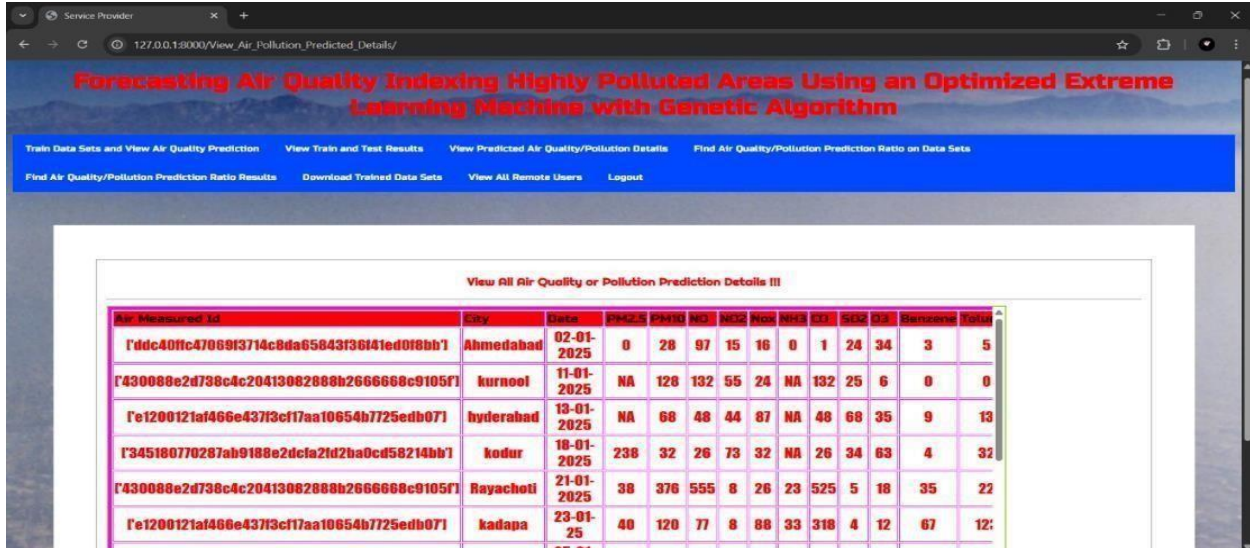 Service Provider
127.0.0.1:8000/View_Air_Pollution_Predicted_Details/
Forecasting Air Quality Indexing Highly Polluted Areas Using an Optimized Extreme
Learning Machine with Genetic Algorithm
Train Data Sets and View Air Quality Prediction View Train and Test Results View Predicted Air Quality/Pollution Details Find Air Quality/Pollution Prediction Ratio on Data Sets
Find Air Quality/Pollution Prediction Ratio Results Download Trained Data Sets View All Remote Users Logout
View All Air Quality or Pollution Prediction Details !!!
Air Measured Id City Date PM2.5 PM10 NO NO2 Nox NH3 CO SO2 O3 Benzene
Ahmedabad 02-01-
2025 0 28 97 15 16 0 1 24 34 3 5
kurnool 11-01-
2025 NA 128 132 55 24 NA 132 25 6 0 0
hyderabad 13-01-
2025 NA 68 48 44 87 NA 48 68 35 9 13
kodur 18-01-
2025 238 32 26 73 32 NA 26 34 63 4 32
Rayachoti 21-01-
2025 38 376 555 8 26 23 525 5 18 35 22
kadapa 23-01-
25 40 120 77 8 88 33 318 4 12 67